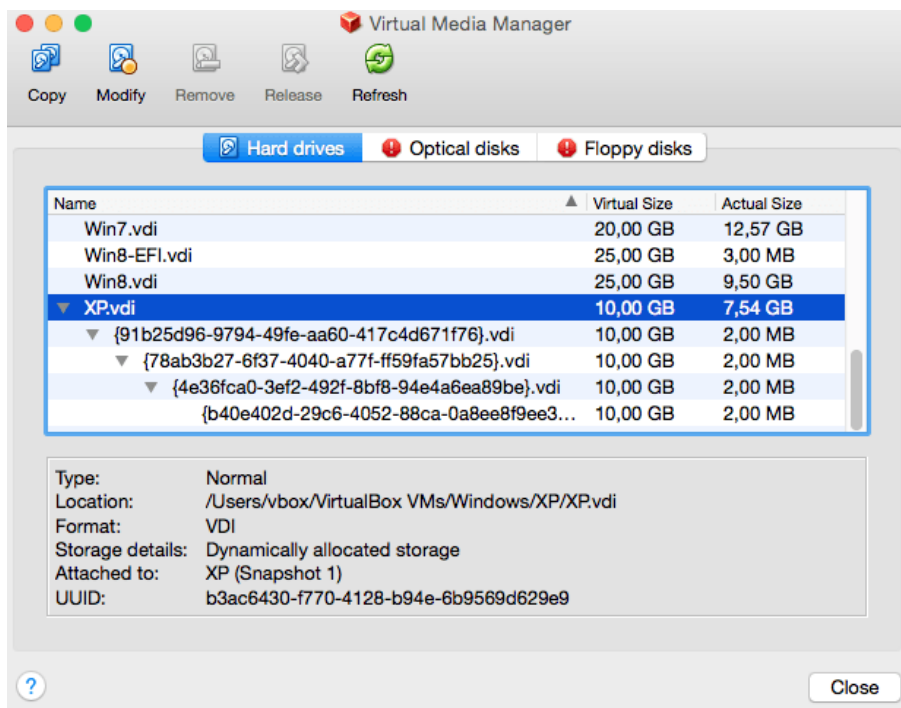 Virtual Media Manager
Copy Modify Remove Release Refresh
Hard drives Optical disks Floppy disks
Name Virtual Size Actual Size
Win7.vdi 20,00 GB 12,57 GB
Win8-EFI.vdi 25,00 GB 3,00 MB
Win8.vdi 25,00 GB 9,50 GB
XP.vdi 10,00 GB 7,54 GB
{91b25d96-9794-49fe-aa60-417c4d671f76}.vdi 10,00 GB 2,00 MB
{78ab3b27-6f37-4040-a77f-ff59fa57bb25}.vdi 10,00 GB 2,00 MB
{4e36fca0-3ef2-492f-8bf8-94e4a6ea89be}.vdi 10,00 GB 2,00 MB
{b40e402d-29c6-4052-88ca-0a8ee8f9ee3... 10,00 GB 2,00 MB
Type: Normal
Location: /Users/vbox/VirtualBox VMs/Windows/XP/XP.vdi
Format: VDI
Storage details: Dynamically allocated storage
Attached to: XP (Snapshot 1)
UUID: b3ac6430-f770-4128-b94e-6b9569d629e9
? Close